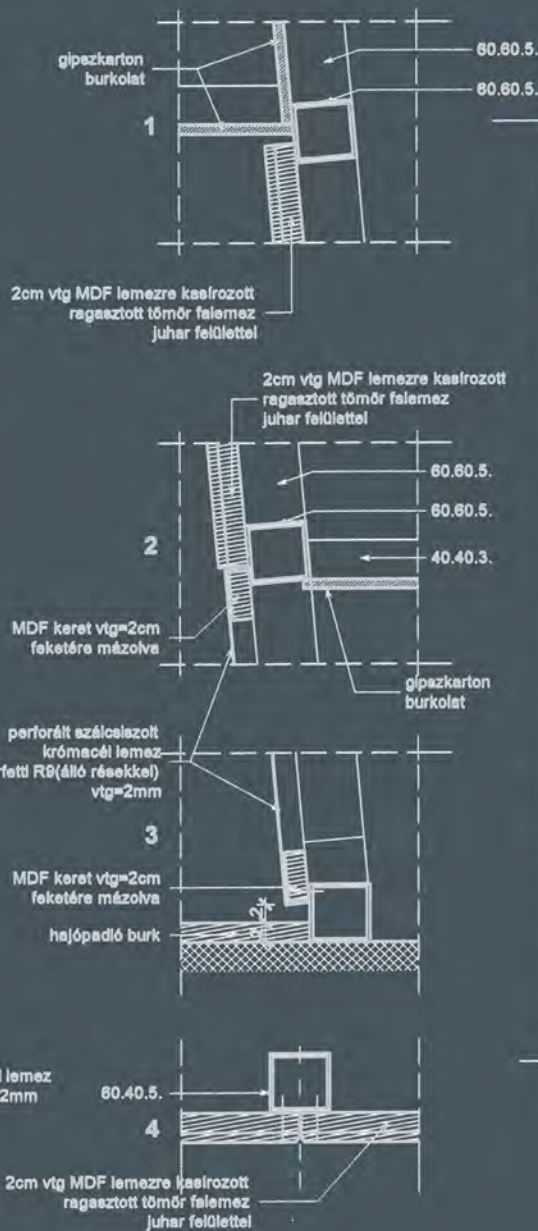 gipszkarton
burkolat
60.60.5.
60.60.5.
1
2cm vtg MDF lemezre kasírozott
ragasztott tömör falemez
juhar felülettel
2cm vtg MDF lemezre kasírozott
ragasztott tömör falemez
juhar felülettel
60.60.5.
60.60.5.
2
40.40.3.
MDF keret vtg=2cm
feketére mázolva
gipszkarton
burkolat
perforált szálcsiszolt
krómacél lemez
rfetti R9(álló résekkel)
vtg=2mm
3
MDF keret vtg=2cm
feketére mázolva
2
hajópadló burk
lemez
2mm
60.40.5.
4
2cm vtg MDF lemezre kasírozott
ragasztott tömör falemez
juhar felülettel